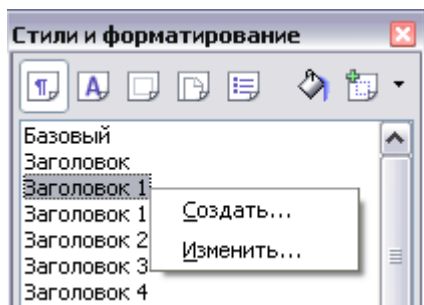 Стили и форматирование
Базовый
Заголовок
Заголовок 1
Заголовок 1
Заголовок 2
Заголовок 3
Заголовок 4
Создать...
Изменить...